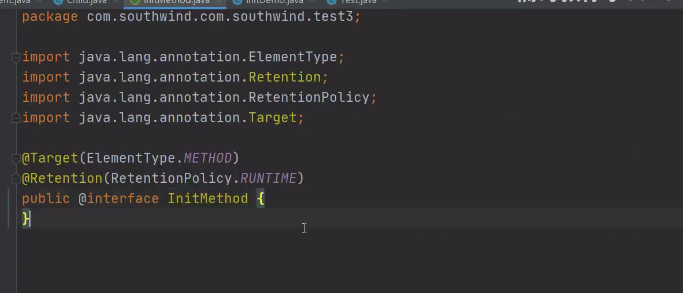 Child.java InitMethod.java InitDemo.java Test.java
package com.southwind.com.southwind.test3;
import java.lang.annotation.ElementType;
import java.lang.annotation.Retention;
import java.lang.annotation.RetentionPolicy;
import java.lang.annotation.Target;
@Target(ElementType.METHOD)
@Retention(RetentionPolicy.RUNTIME)
public @interface InitMethod {
}